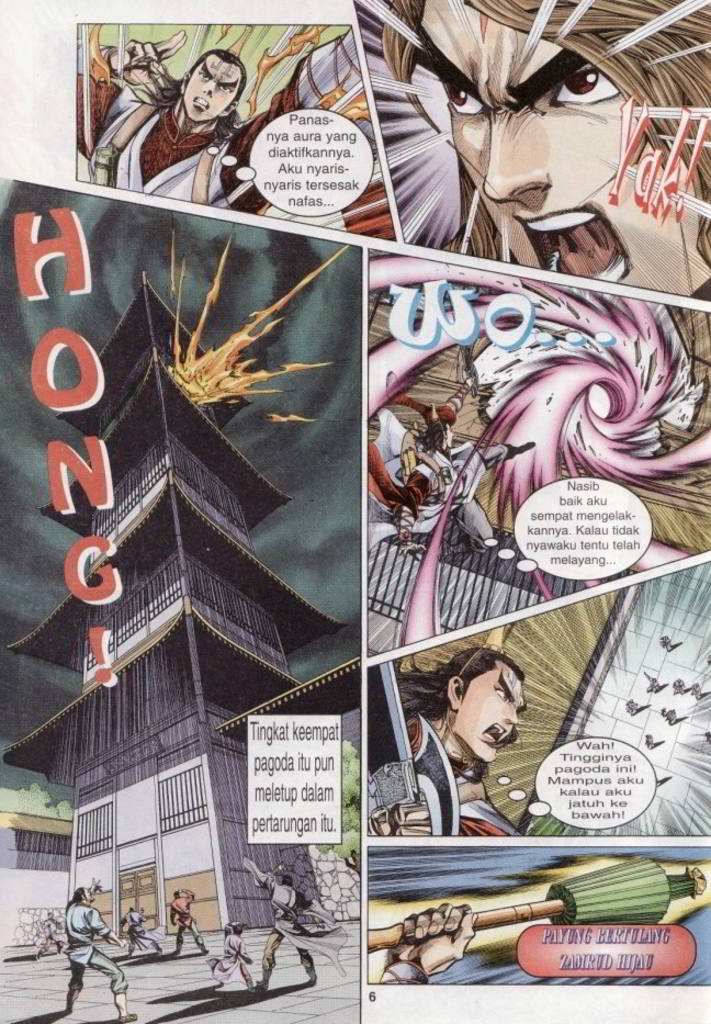 Panas-
nya aura yang
diaktifkannya.
Aku nyaris-
nyaris tersesak
nafas...
Yak!
HONG!
WO...
Nasib
baik aku
sempat mengelak-
kannya. Kalau tidak
nyawaku tentu telah
melayang...
Tingkat keempat
pagoda itu pun
meletup dalam
pertarungan itu.
Wah!
Tingginya
pagoda ini!
Mampus aku
kalau aku
jatuh ke
bawah!
PAYUNG BERTULANG
ZAMRUD HIJAU
6